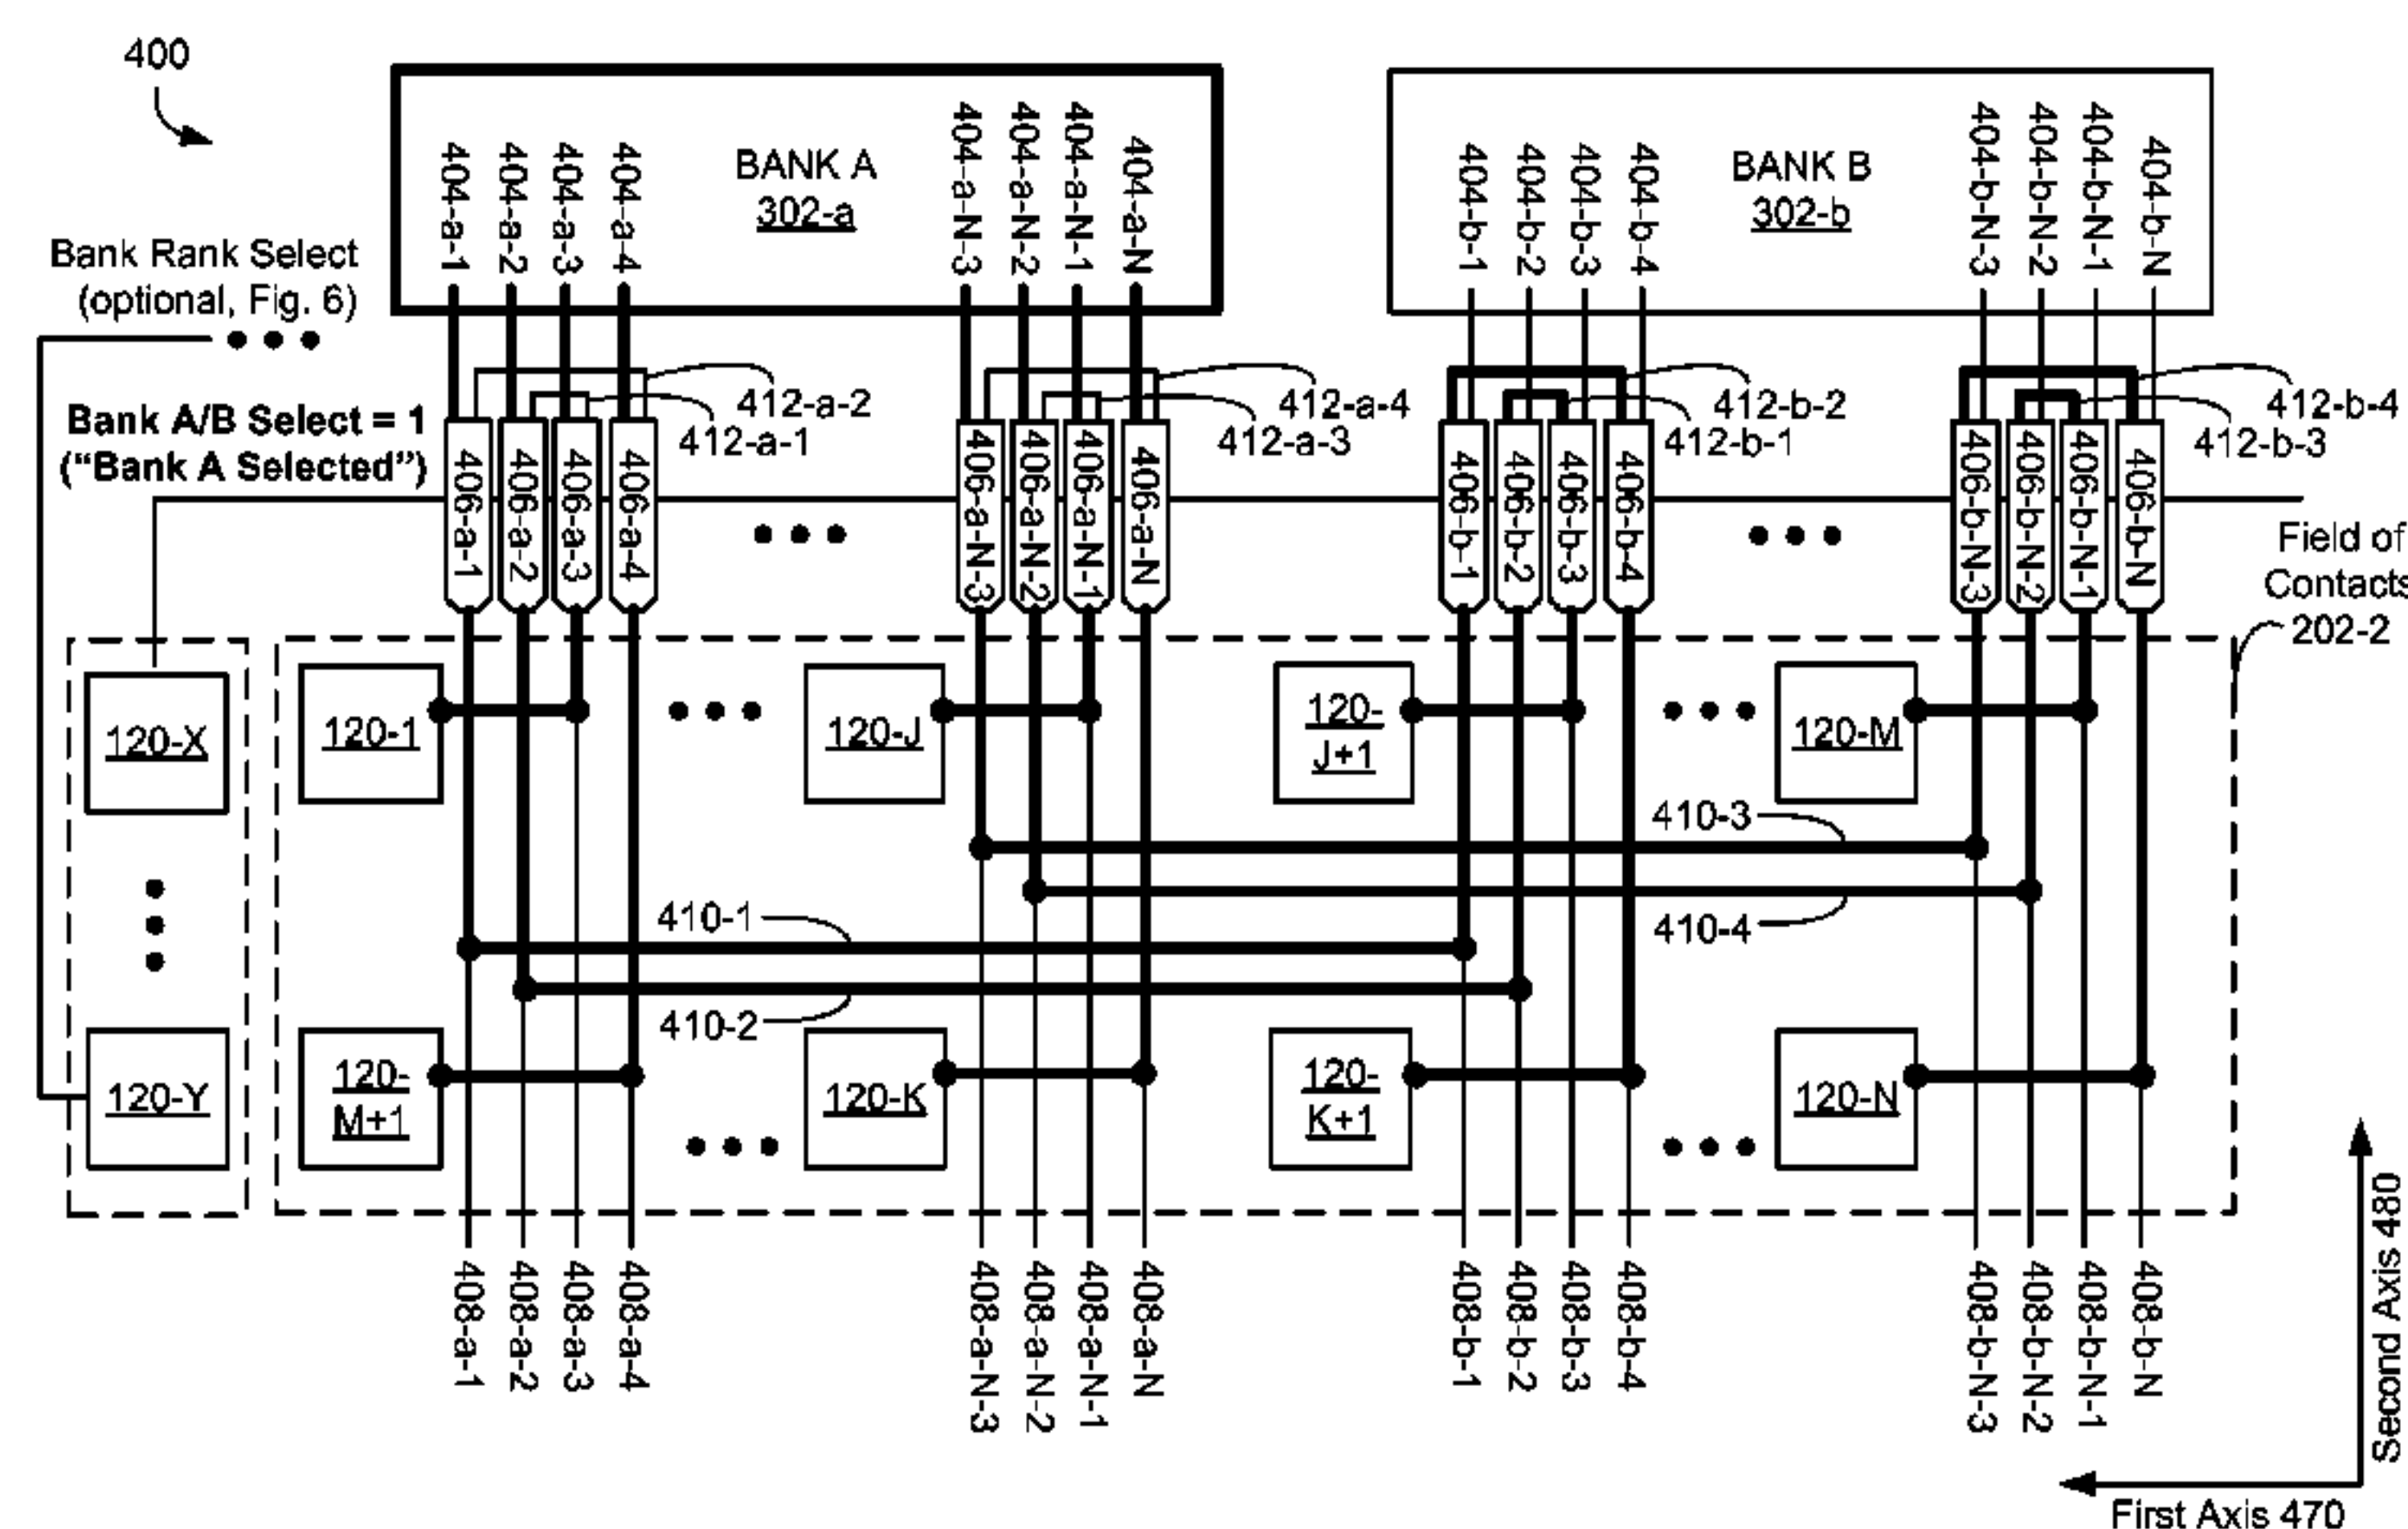 400
404-a-1
404-a-2
404-a-3
404-a-4
BANK A
302-a
404-a-N-3
404-a-N-2
404-a-N-1
404-a-N
404-b-1
404-b-2
404-b-3
404-b-4
BANK B
302-b
404-b-N-3
404-b-N-2
404-b-N-1
404-b-N
Bank Rank Select
(optional, Fig. 6)
Bank A/B Select = 1
("Bank A Selected")
412-a-2
412-a-1
412-a-4
412-a-3
412-b-2
412-b-1
412-b-4
412-b-3
406-a-1
406-a-2
406-a-3
406-a-4
406-a-N-3
406-a-N-2
406-a-N-1
406-a-N
406-b-1
406-b-2
406-b-3
406-b-4
406-b-N-3
406-b-N-2
406-b-N-1
406-b-N
Field of
Contacts
202-2
120-X
120-1
120-J
120-
J+1
120-M
410-3
410-1
410-4
410-2
120-Y
120-
M+1
120-K
120-
K+1
120-N
408-a-1
408-a-2
408-a-3
408-a-4
408-a-N-3
408-a-N-2
408-a-N-1
408-a-N
408-b-1
408-b-2
408-b-3
408-b-4
408-b-N-3
408-b-N-2
408-b-N-1
408-b-N
Second Axis 480
First Axis 470